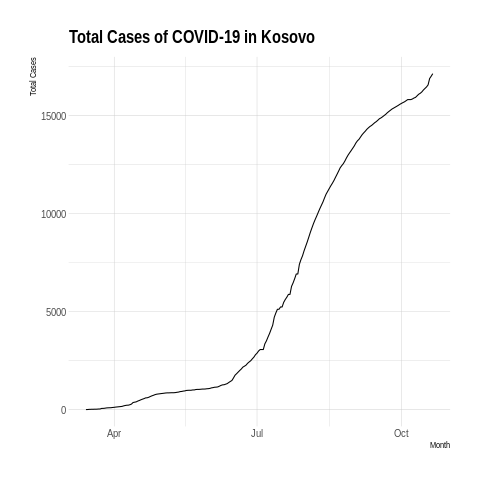 Total Cases of COVID-19 in Kosovo
Total Cases
15000
10000
5000
0
Apr
Jul
Oct
Month